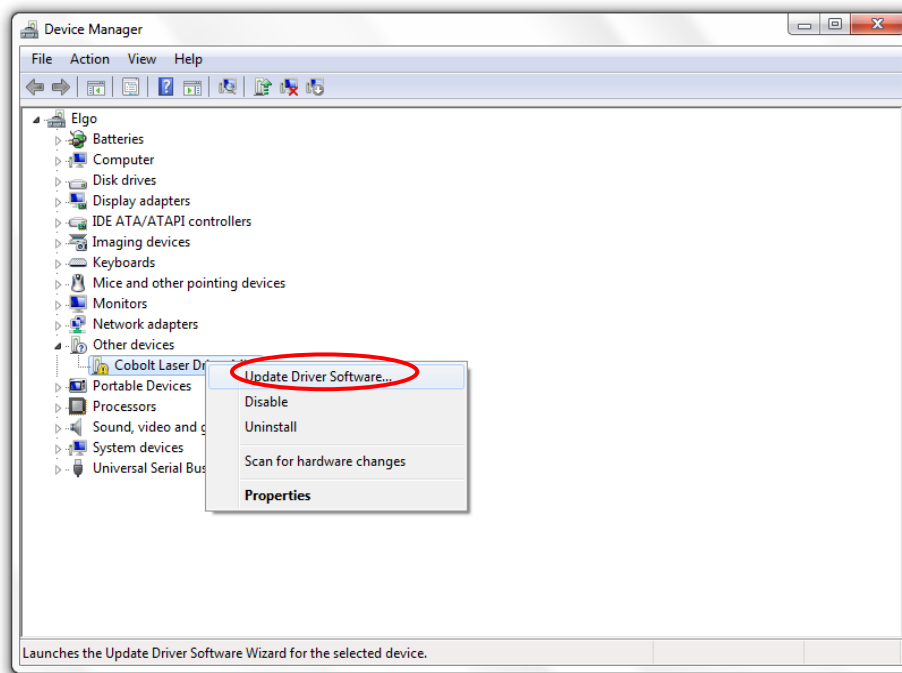 Device Manager
File Action View Help
Elgo
Batteries
Computer
Disk drives
Display adapters
IDE ATA/ATAPI controllers
Imaging devices
Keyboards
Mice and other pointing devices
Monitors
Network adapters
Other devices
Cobolt Laser
Update Driver Software...
Portable Devices
Disable
Processors
Sound, video and
Uninstall
System devices
Scan for hardware changes
Universal Serial
Properties
Launches the Update Driver Software Wizard for the selected device.